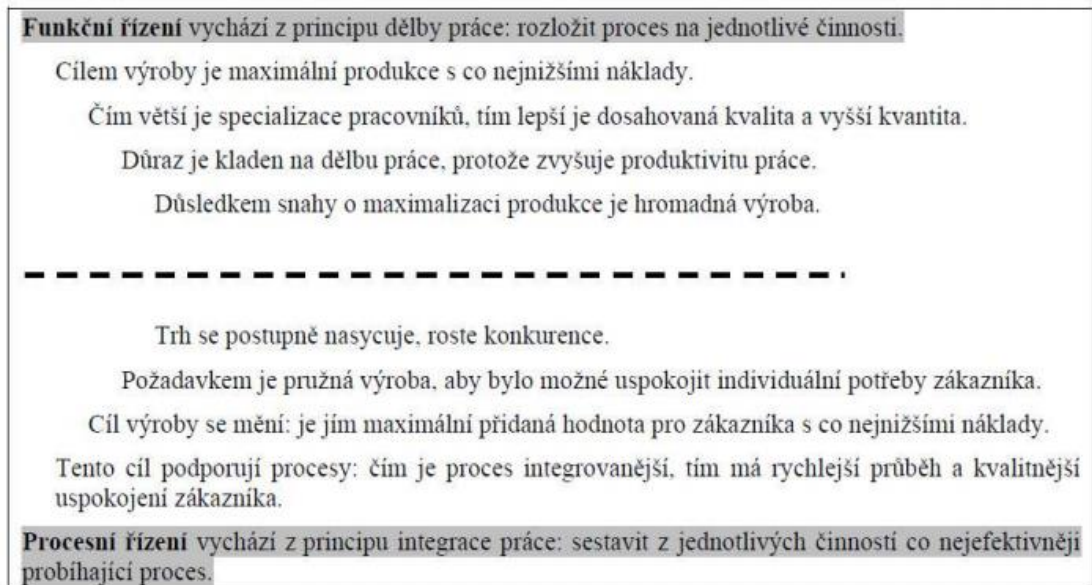 Funkční řízení vychází z principu dělby práce: rozložit proces na jednotlivé činnosti.
Cílem výroby je maximální produkce s co nejnižšími náklady.
Čím větší je specializace pracovníků, tím lepší je dosahovaná kvalita a vyšší kvantita.
Důraz je kladen na dělbu práce, protože zvyšuje produktivitu práce.
Důsledkem snahy o maximalizaci produkce je hromadná výroba.
Trh se postupně nasycuje, roste konkurence.
Požadavkem je pružná výroba, aby bylo možné uspokojit individuální potřeby zákazníka.
Cíl výroby se mění: je jím maximální přidaná hodnota pro zákazníka s co nejnižšími náklady.
Tento cíl podporují procesy: čím je proces integrovanější, tím má rychlejší průběh a kvalitnější
uspokojení zákazníka.
Procesní řízení vychází z principu integrace práce: sestavit z jednotlivých činností co nejefektivněji
probíhající proces.